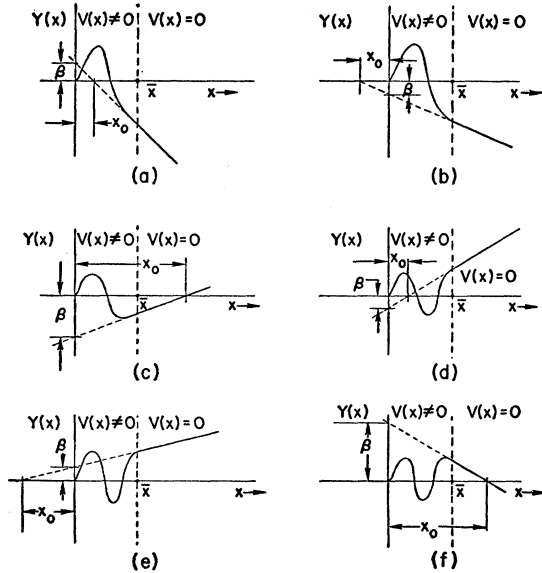 Y(x) V(x)≠0 V(x)=0
β
x̄ x→
x₀
(a)
Y(x) V(x)≠0 V(x)=0
x₀
β
x̄ x→
(b)
Y(x) V(x)≠0 V(x)=0
x₀
β
x̄ x→
(c)
Y(x) V(x)≠0
x₀
V(x)=0
β
x̄ x→
(d)
Y(x) V(x)≠0 V(x)=0
β
x̄ x→
x₀
(e)
Y(x) V(x)≠0 V(x)=0
β
x̄ x→
x₀
(f)